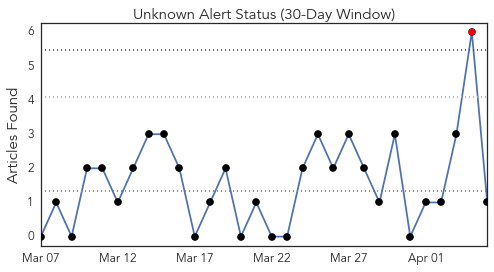 Unknown Alert Status (30-Day Window)
Articles Found
6
5
4
3
2
1
0
Mar 07 Mar 12 Mar 17 Mar 22 Mar 27 Apr 01